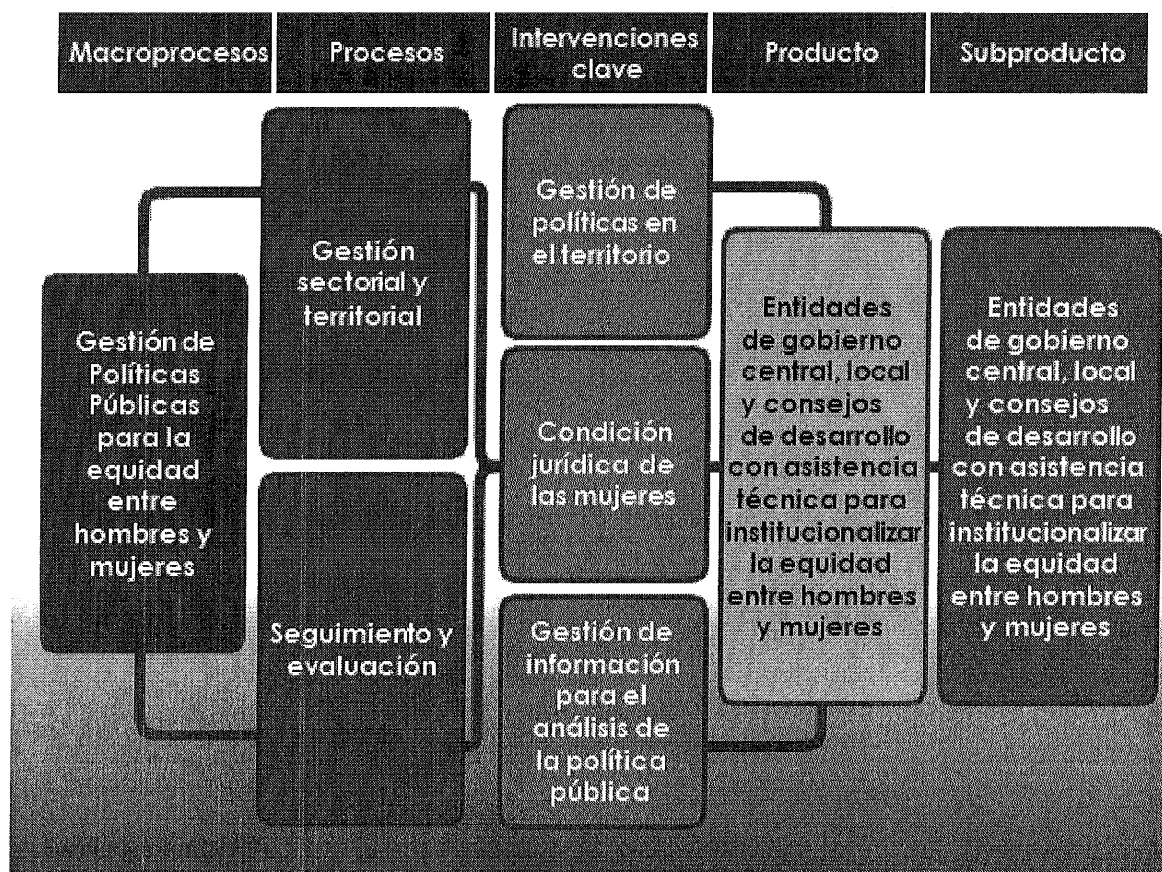 Macroprocesos
Procesos
Intervenciones
clave
Producto
Subproducto
Gestión de
Políticas
Públicas
para la
equidad
entre
hombres y
mujeres
Gestión
sectorial y
territorial
Seguimiento y
evaluación
Gestión de
políticas en
el territorio
Condición
jurídica de
las mujeres
Gestión de
información
para el
análisis de
la política
pública
Entidades
de gobierno
central, local
y consejos
de desarrollo
con asistencia
técnica para
institucionalizar
la equidad
entre hombres
y mujeres
Entidades
de gobierno
central, local
y consejos
de desarrollo
con asistencia
técnica para
institucionalizar
la equidad
entre hombres
y mujeres